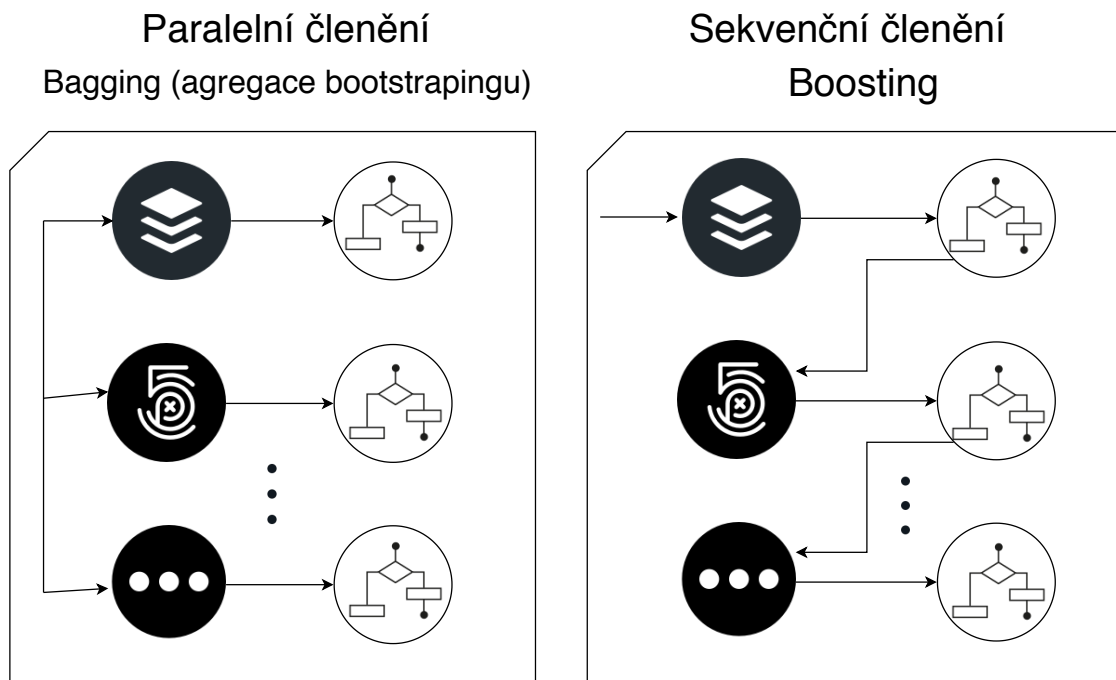 Paralelní členění
Bagging (agregace bootstrapingu)
Sekvenční členění
Boosting